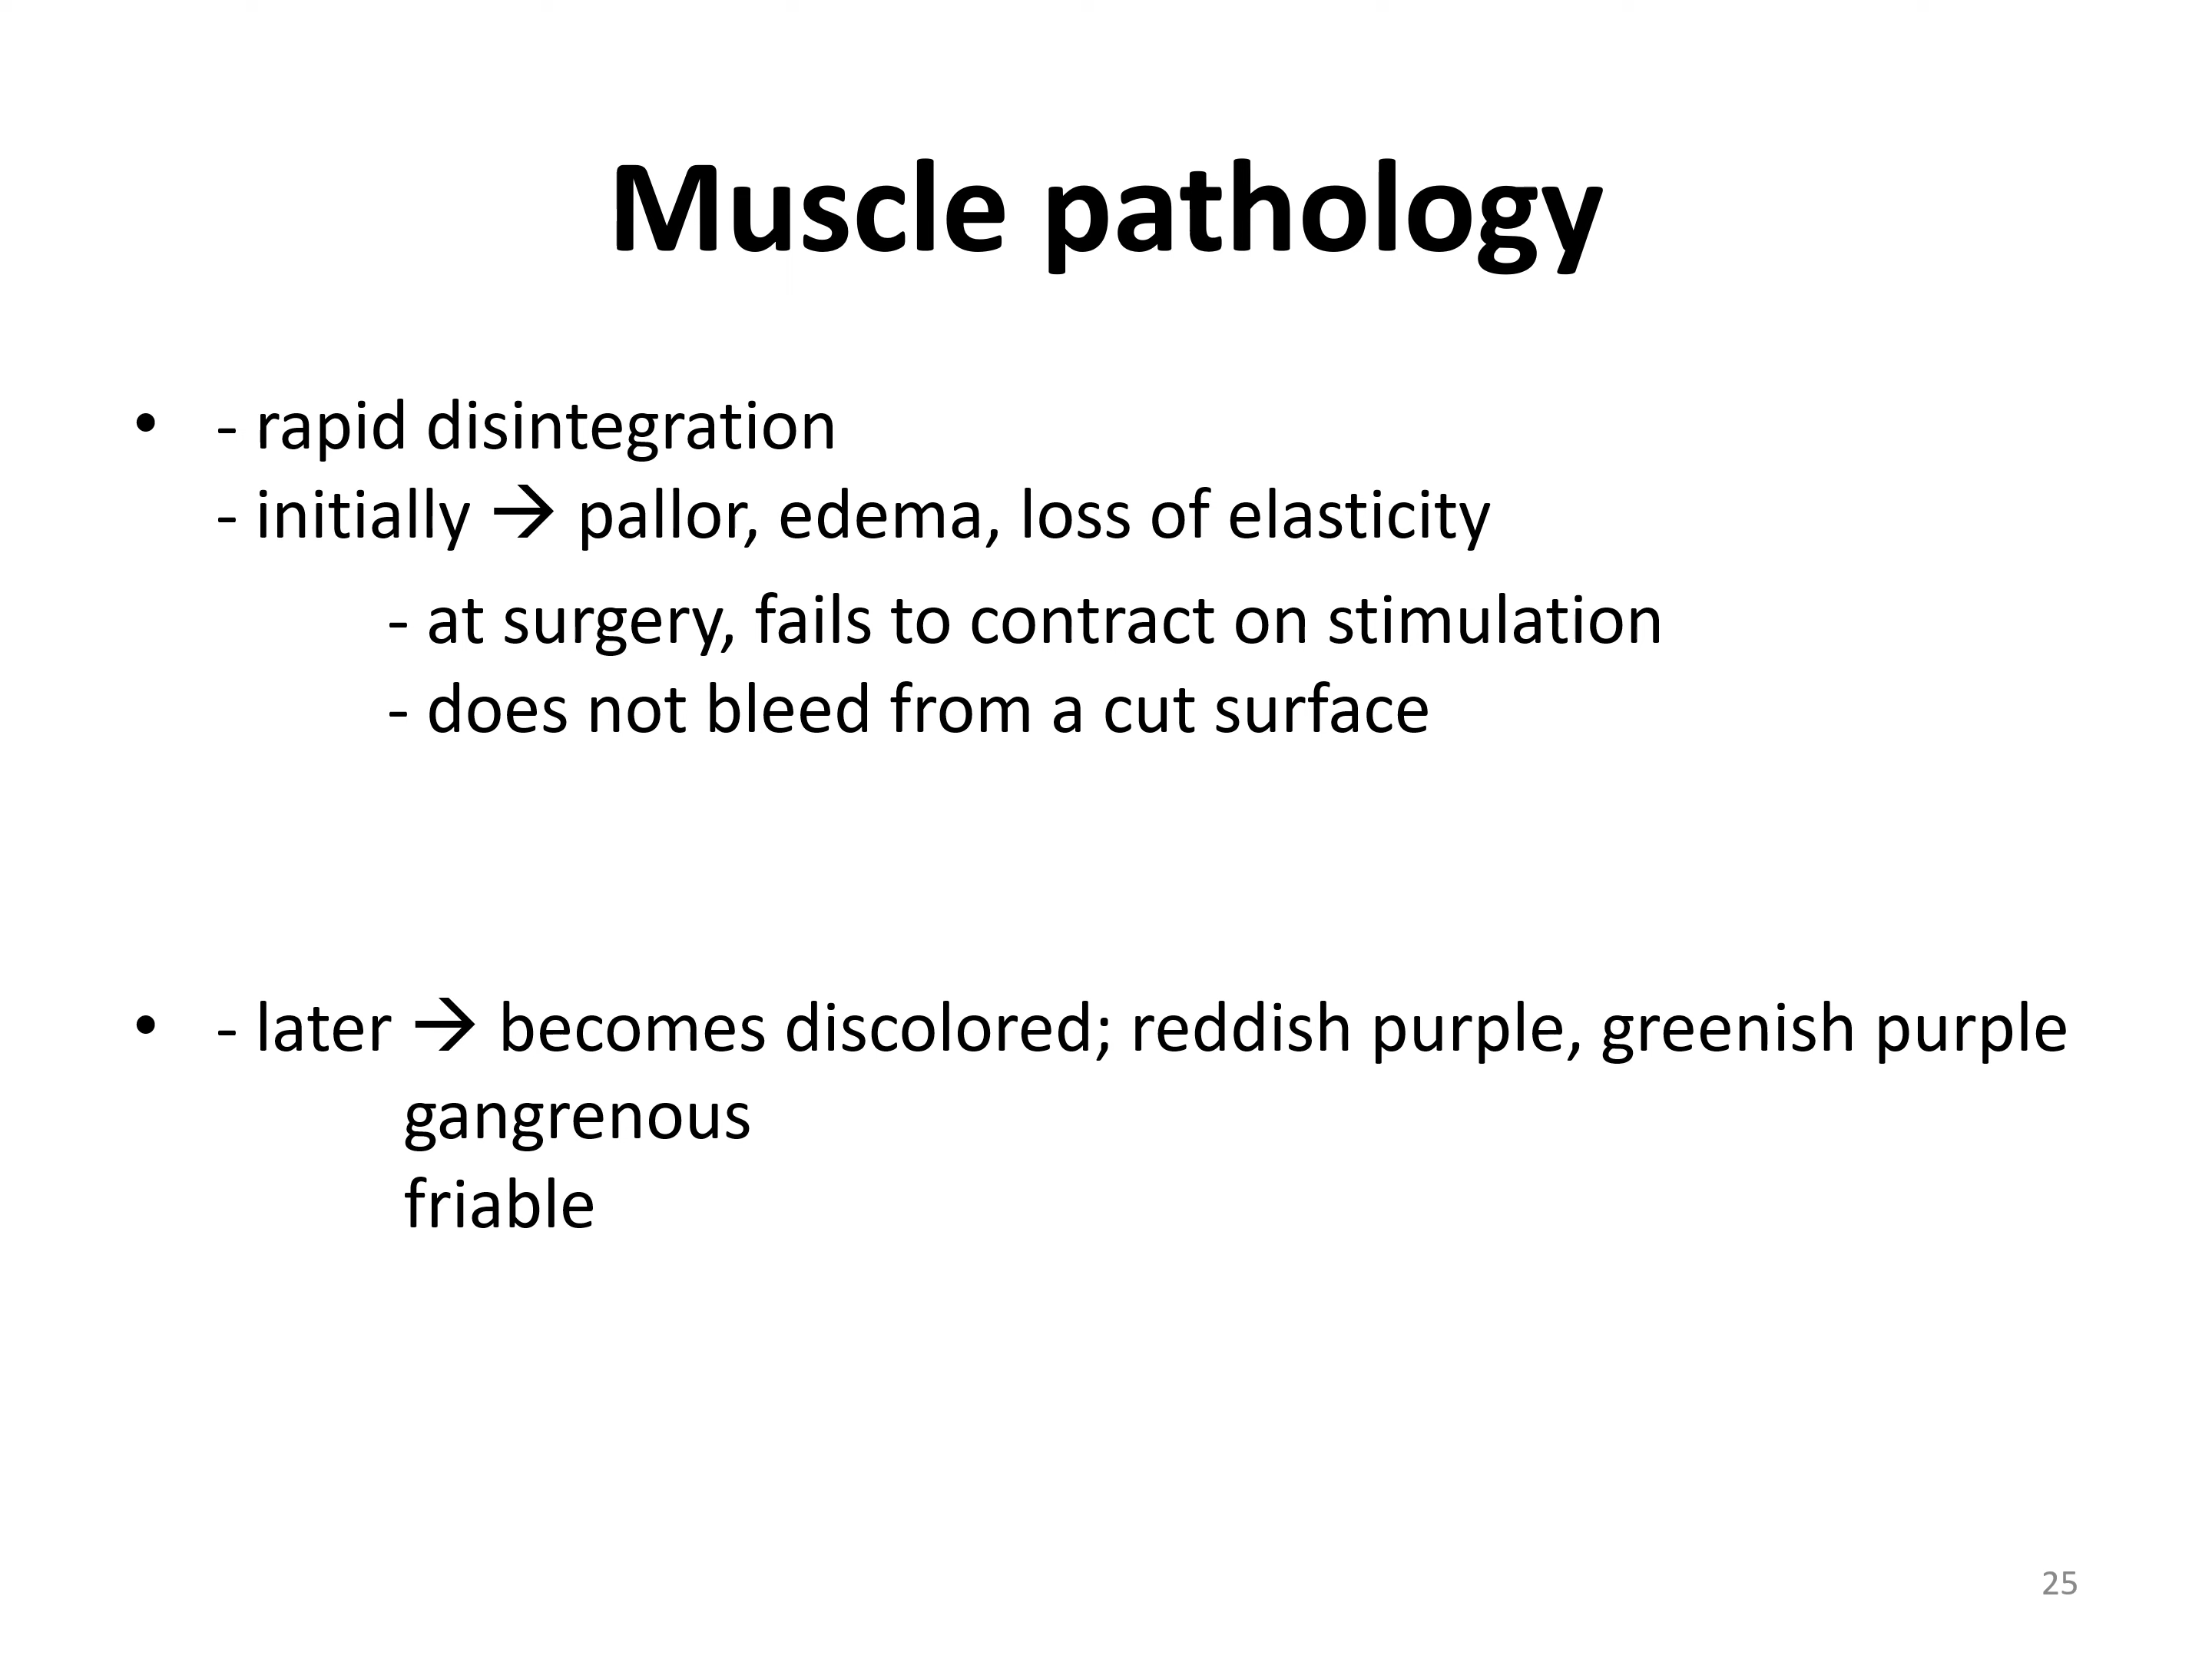 Muscle pathology
• - rapid disintegration
- initially → pallor, edema, loss of elasticity
- at surgery, fails to contract on stimulation
- does not bleed from a cut surface
• - later → becomes discolored; reddish purple, greenish purple
gangrenous
friable
25